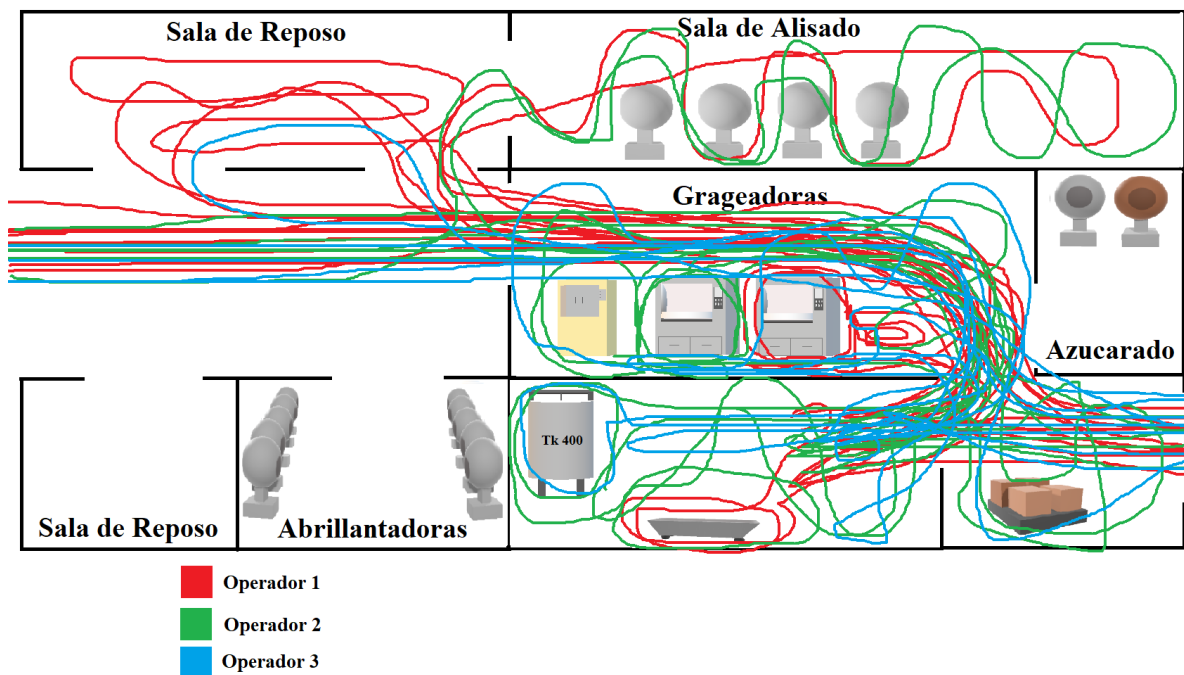 Sala de Reposo
Sala de Alisado
Grageadoras
Azucarado
Tk 400
Sala de Reposo
Abrillantadoras
Operador 1
Operador 2
Operador 3